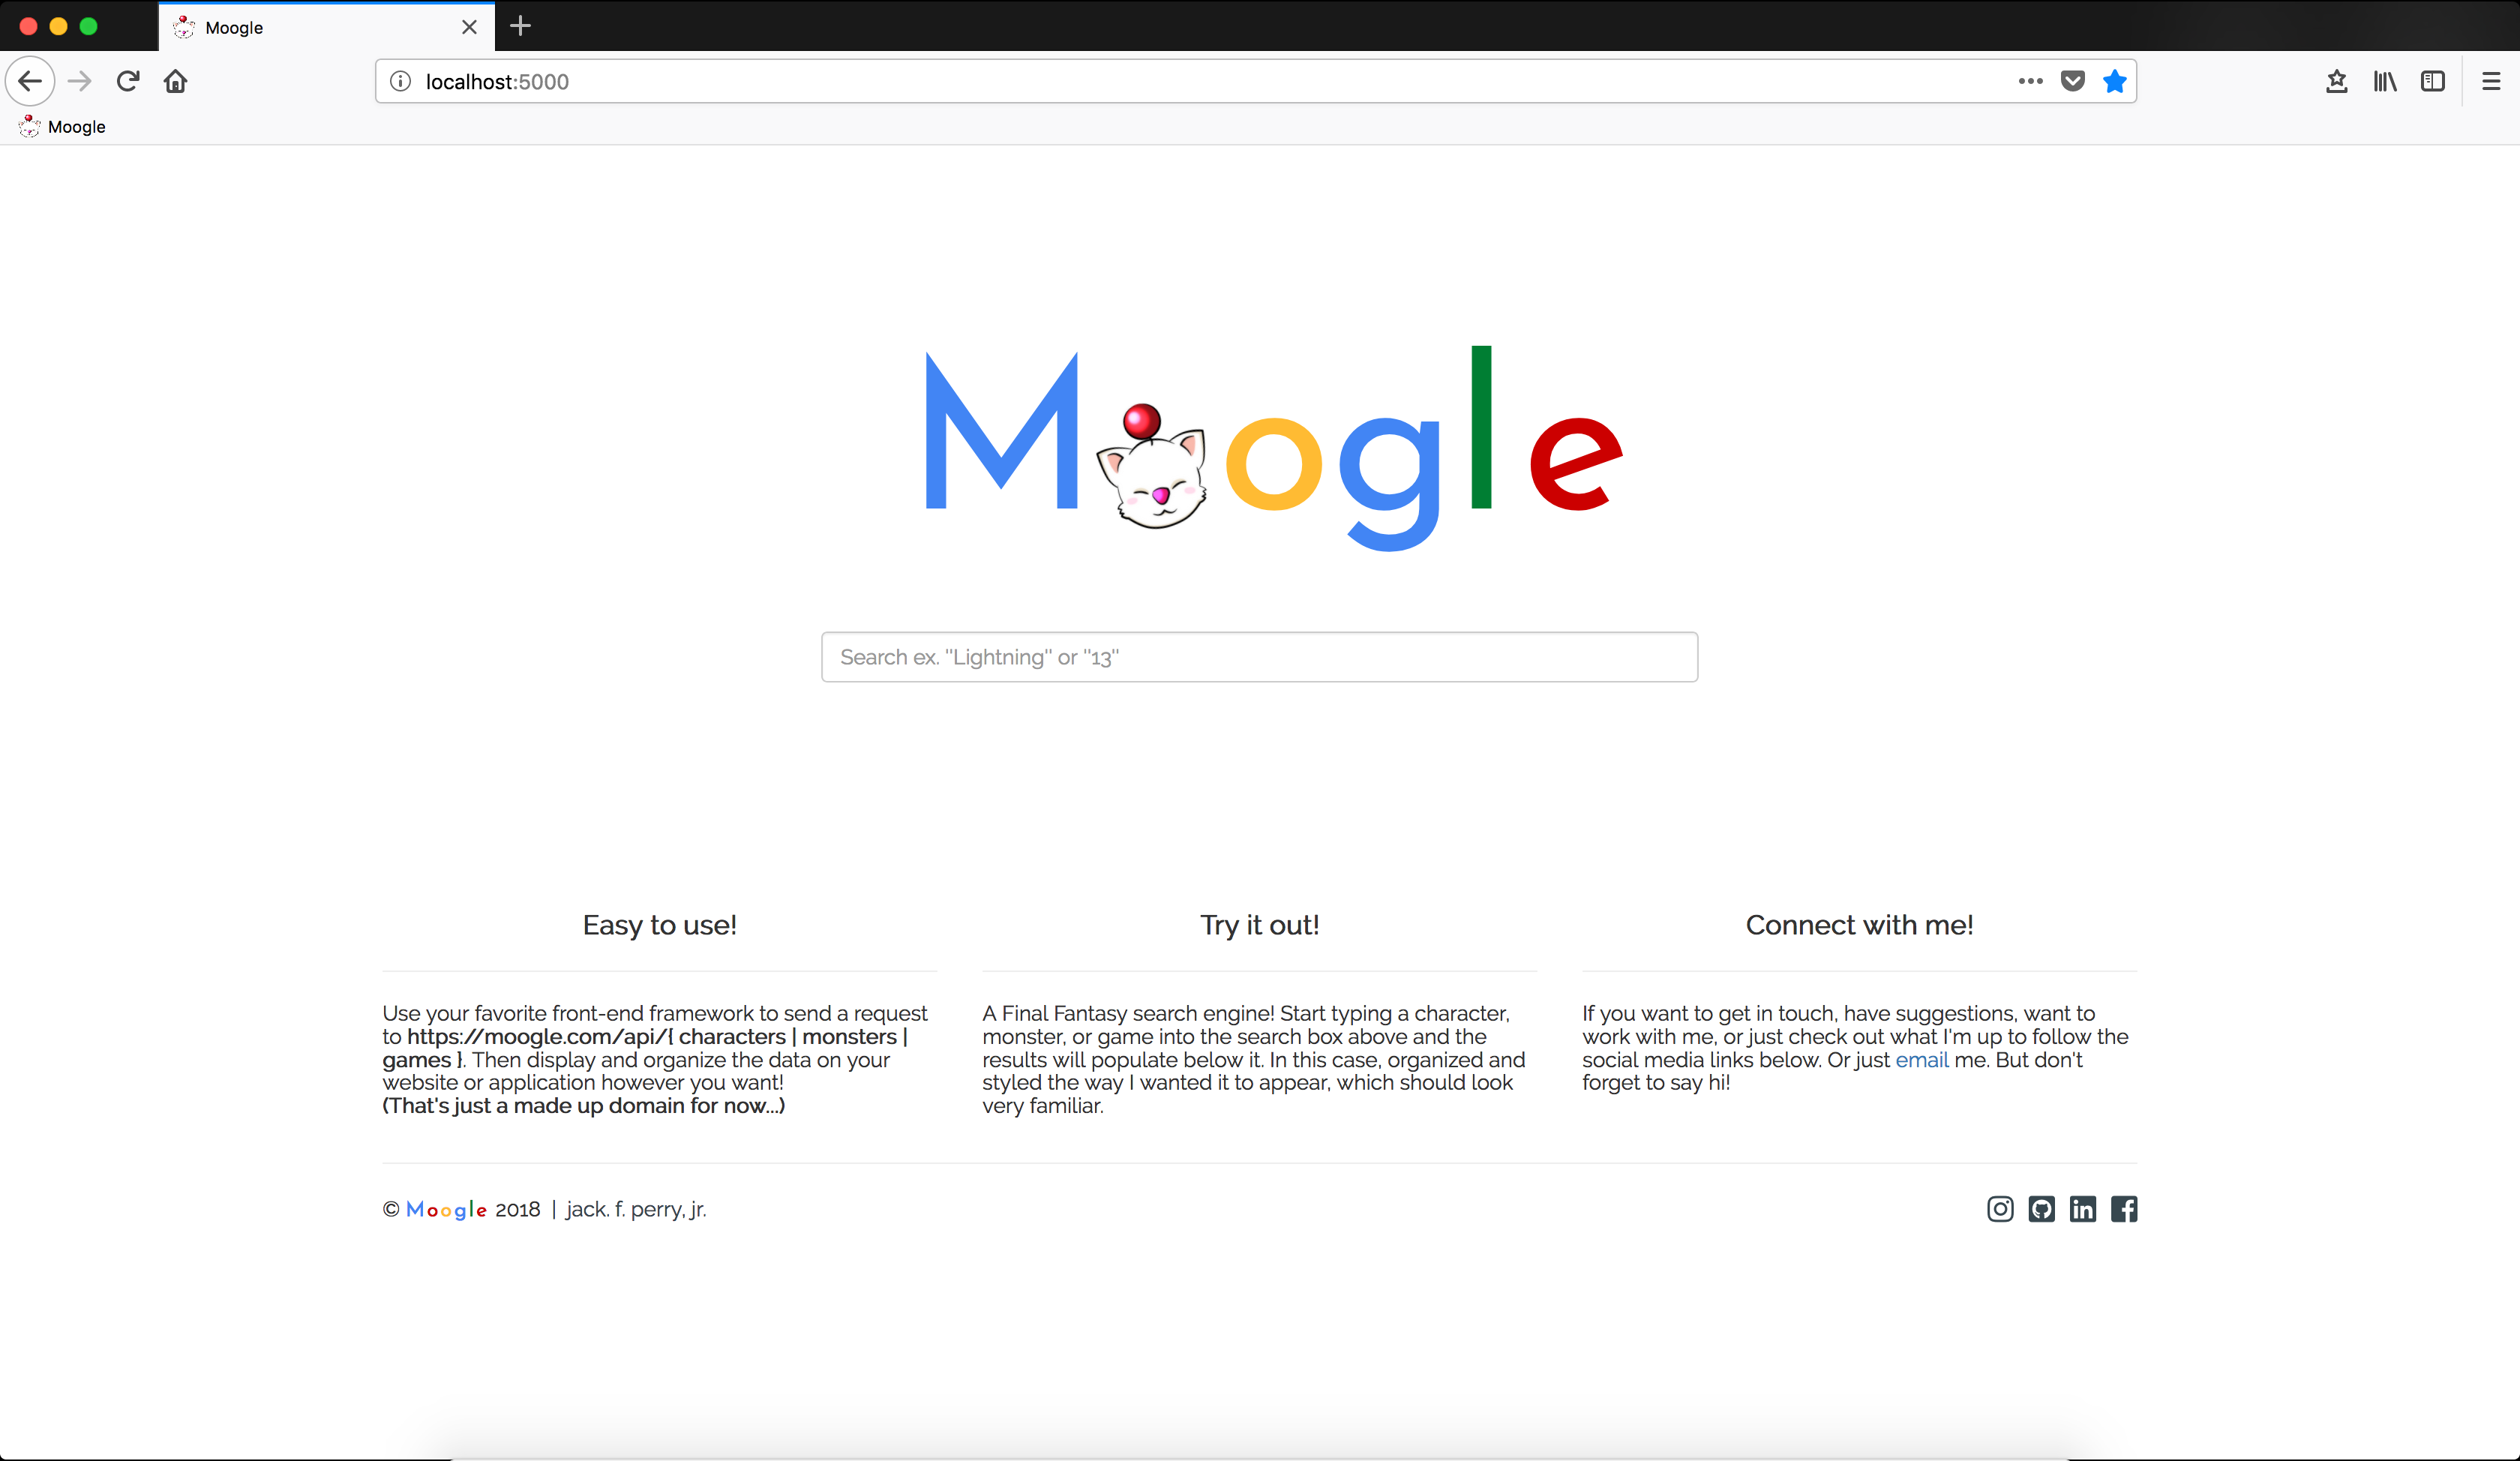 Moogle
localhost:5000
Moogle
Moogle
Search ex. "Lightning" or "13"
Easy to use!
Use your favorite front-end framework to send a request
to https://moogle.com/api/{ characters | monsters |
games }. Then display and organize the data on your
website or application however you want!
(That's just a made up domain for now...)
Try it out!
A Final Fantasy search engine! Start typing a character,
monster, or game into the search box above and the
results will populate below it. In this case, organized and
styled the way I wanted it to appear, which should look
very familiar.
Connect with me!
If you want to get in touch, have suggestions, want to
work with me, or just check out what I'm up to follow the
social media links below. Or just email me. But don't
forget to say hi!
© Moogle 2018 | jack. f. perry, jr.